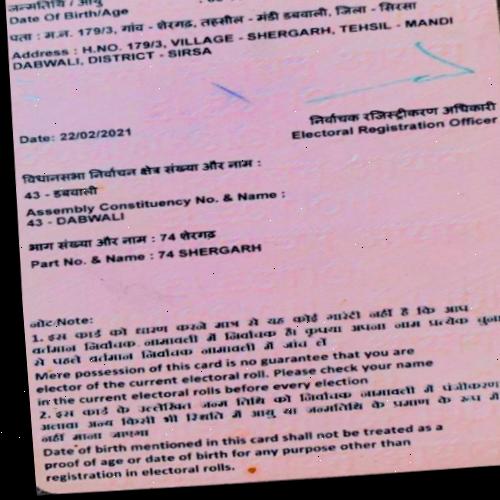 जन्मतिथि / आयु
Date Of Birth/Age
पता : म.न. 179/3, गांव - शेरगढ़, तहसील - मंडी डबवाली, जिला - सिरसा
Address : H.NO. 179/3, VILLAGE - SHERGARH, TEHSIL - MANDI
DABWALI, DISTRICT - SIRSA
निर्वाचक रजिस्ट्रीकरण अधिकारी
Date: 22/02/2021
Electoral Registration Officer
विधानसभा निर्वाचन क्षेत्र संख्या और नाम :
43 - डबवाली
Assembly Constituency No. & Name :
43 - DABWALI
भाग संख्या और नाम : 74 शेरगढ़
Part No. & Name : 74 SHERGARH
नोट/Note:
1. इस कार्ड को धारण करने मात्र से यह कोई गारंटी नहीं है कि आप
वर्तमान निर्वाचक नामावली में निर्वाचक है। कृपया अपना नाम प्रत्येक चुनाव
से पहले वर्तमान निर्वाचक नामावली में जांच लें
Mere possession of this card is no guarantee that you are
elector of the current electoral roll. Please check your name
in the current electoral rolls before every election
2. इस कार्ड के उल्लेखित जन्म तिथि को निर्वाचक नामावली में पंजीकरण
अलावा अन्य किसी भी स्थिति में आयु या जन्मतिथि के प्रमाण के रूप में
नहीं माना जाएगा
Date of birth mentioned in this card shall not be treated as a
proof of age or date of birth for any purpose other than
registration in electoral rolls.